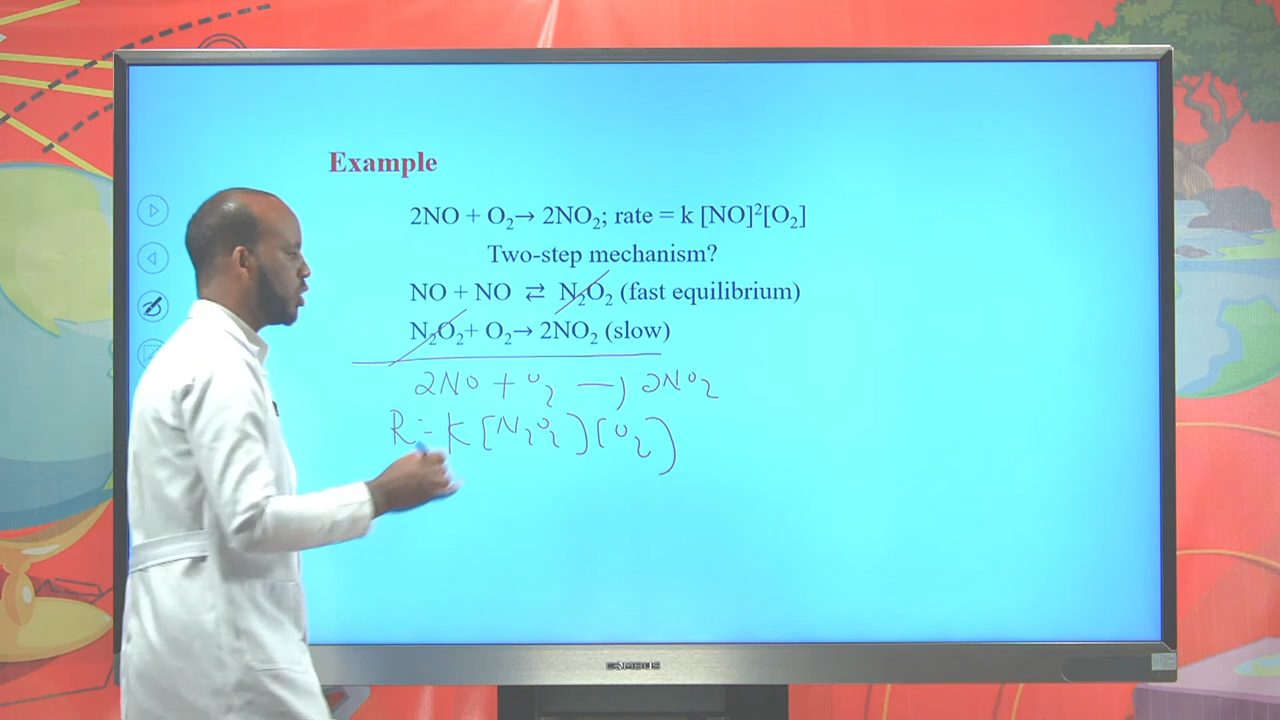 Example
2NO + O₂→ 2NO₂; rate = k [NO]²[O₂]
Two-step mechanism?
NO + NO ⇄ N₂O₂ (fast equilibrium)
N₂O₂+ O₂→ 2NO₂ (slow)
2NO + O₂ → 2NO₂
R = K [N₂O₂)[O₂)